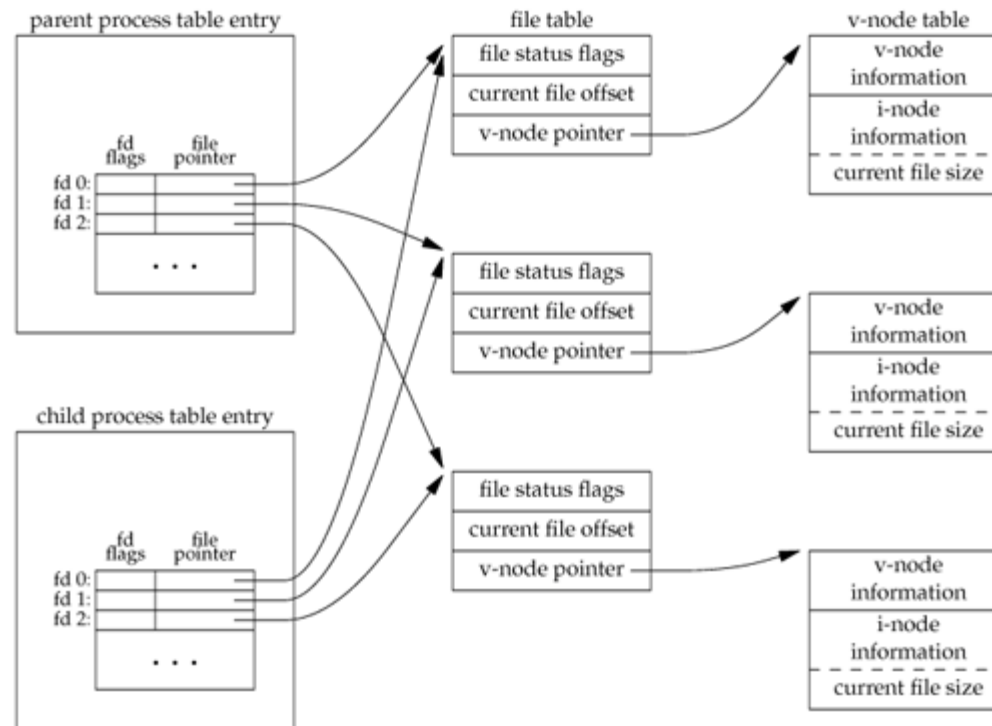 parent process table entry
fd
flags
file
pointer
fd 0:
fd 1:
fd 2:
. . .
child process table entry
fd
flags
file
pointer
fd 0:
fd 1:
fd 2:
. . .
file table
file status flags
current file offset
v-node pointer
file status flags
current file offset
v-node pointer
file status flags
current file offset
v-node pointer
v-node table
v-node
information
i-node
information
current file size
v-node
information
i-node
information
current file size
v-node
information
i-node
information
current file size